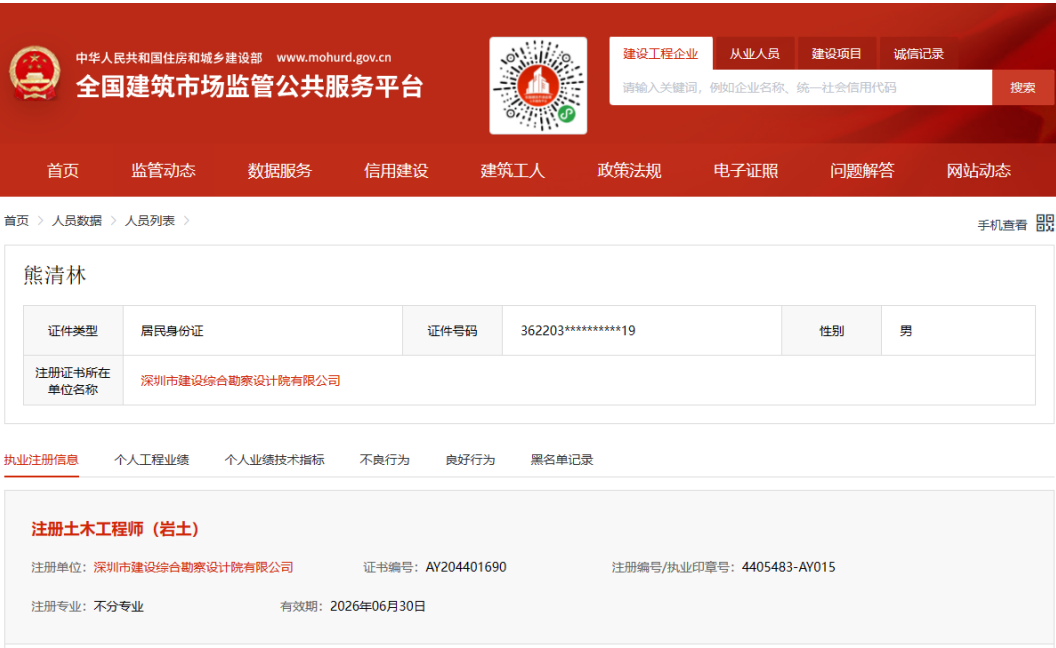 中华人民共和国住房和城乡建设部 www.mohurd.gov.cn
全国建筑市场监管公共服务平台
建设工程企业 从业人员 建设项目 诚信记录
请输入关键词，例如企业名称、统一社会信用代码 搜索
首页 监管动态 数据服务 信用建设 建筑工人 政策法规 电子证照 问题解答 网站动态
首页 > 人员数据 > 人员列表 >
手机查看
熊清林
证件类型 居民身份证 证件号码 362203**********19 性别 男
注册证书所在
单位名称
深圳市建设综合勘察设计院有限公司
执业注册信息 个人工程业绩 个人业绩技术指标 不良行为 良好行为 黑名单记录
注册土木工程师（岩土）
注册单位：深圳市建设综合勘察设计院有限公司 证书编号：AY204401690 注册编号/执业印章号：4405483-AY015
注册专业：不分专业 有效期：2026年06月30日